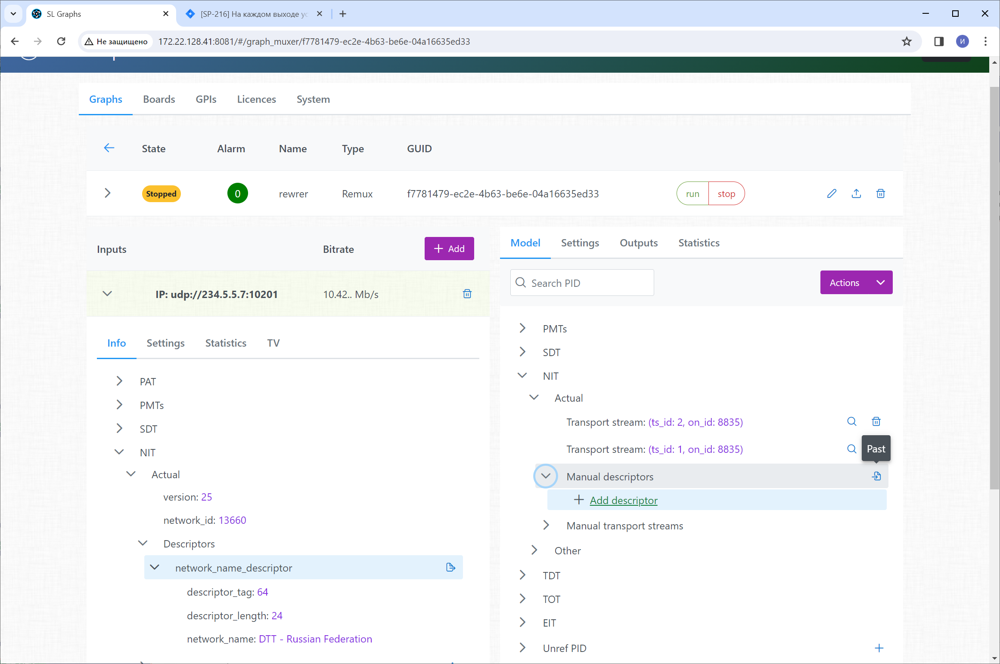 SL Graphs
[SP-216] На каждом выходе ус
Не защищено
172.22.128.41:8081/#/graph_muxer/f7781479-ec2e-4b63-be6e-04a16635ed33
И
Graphs Boards GPIs Licences System
State Alarm Name Type GUID
Stopped 0 rewrer Remux f7781479-ec2e-4b63-be6e-04a16635ed33 run stop
Inputs Bitrate + Add
IP: udp://234.5.5.7:10201 10.42.. Mb/s
Info Settings Statistics TV
PAT
PMTs
SDT
NIT
Actual
version: 25
network_id: 13660
Descriptors
network_name_descriptor
descriptor_tag: 64
descriptor_length: 24
network_name: DTT - Russian Federation
Model Settings Outputs Statistics
Search PID
Actions
PMTs
SDT
NIT
Actual
Transport stream: (ts_id: 2, on_id: 8835)
Transport stream: (ts_id: 1, on_id: 8835)
Past
Manual descriptors
+ Add descriptor
Manual transport streams
Other
TDT
TOT
EIT
Unref PID